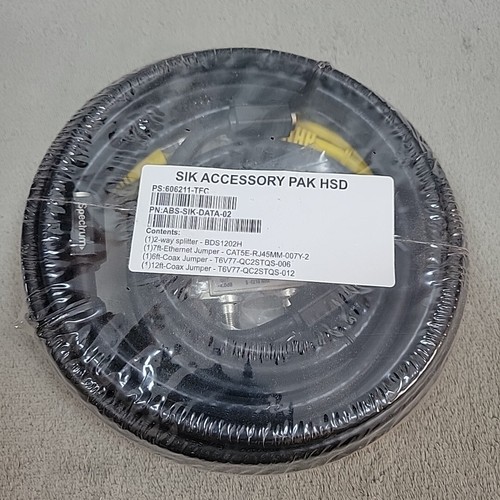 SIK ACCESSORY PAK HSD
PS:606211-TFC
PN:ABS-SIK-DATA-02
Contents:
(1)2-way splitter - BDS1202H
(1)7ft-Ethernet Jumper - CAT5E-RJ45MM-007Y-2
(1)6ft-Coax Jumper - T6V77-QC2STQS-006
(1)12ft-Coax Jumper - T6V77-QC2STQS-012
Spectrum